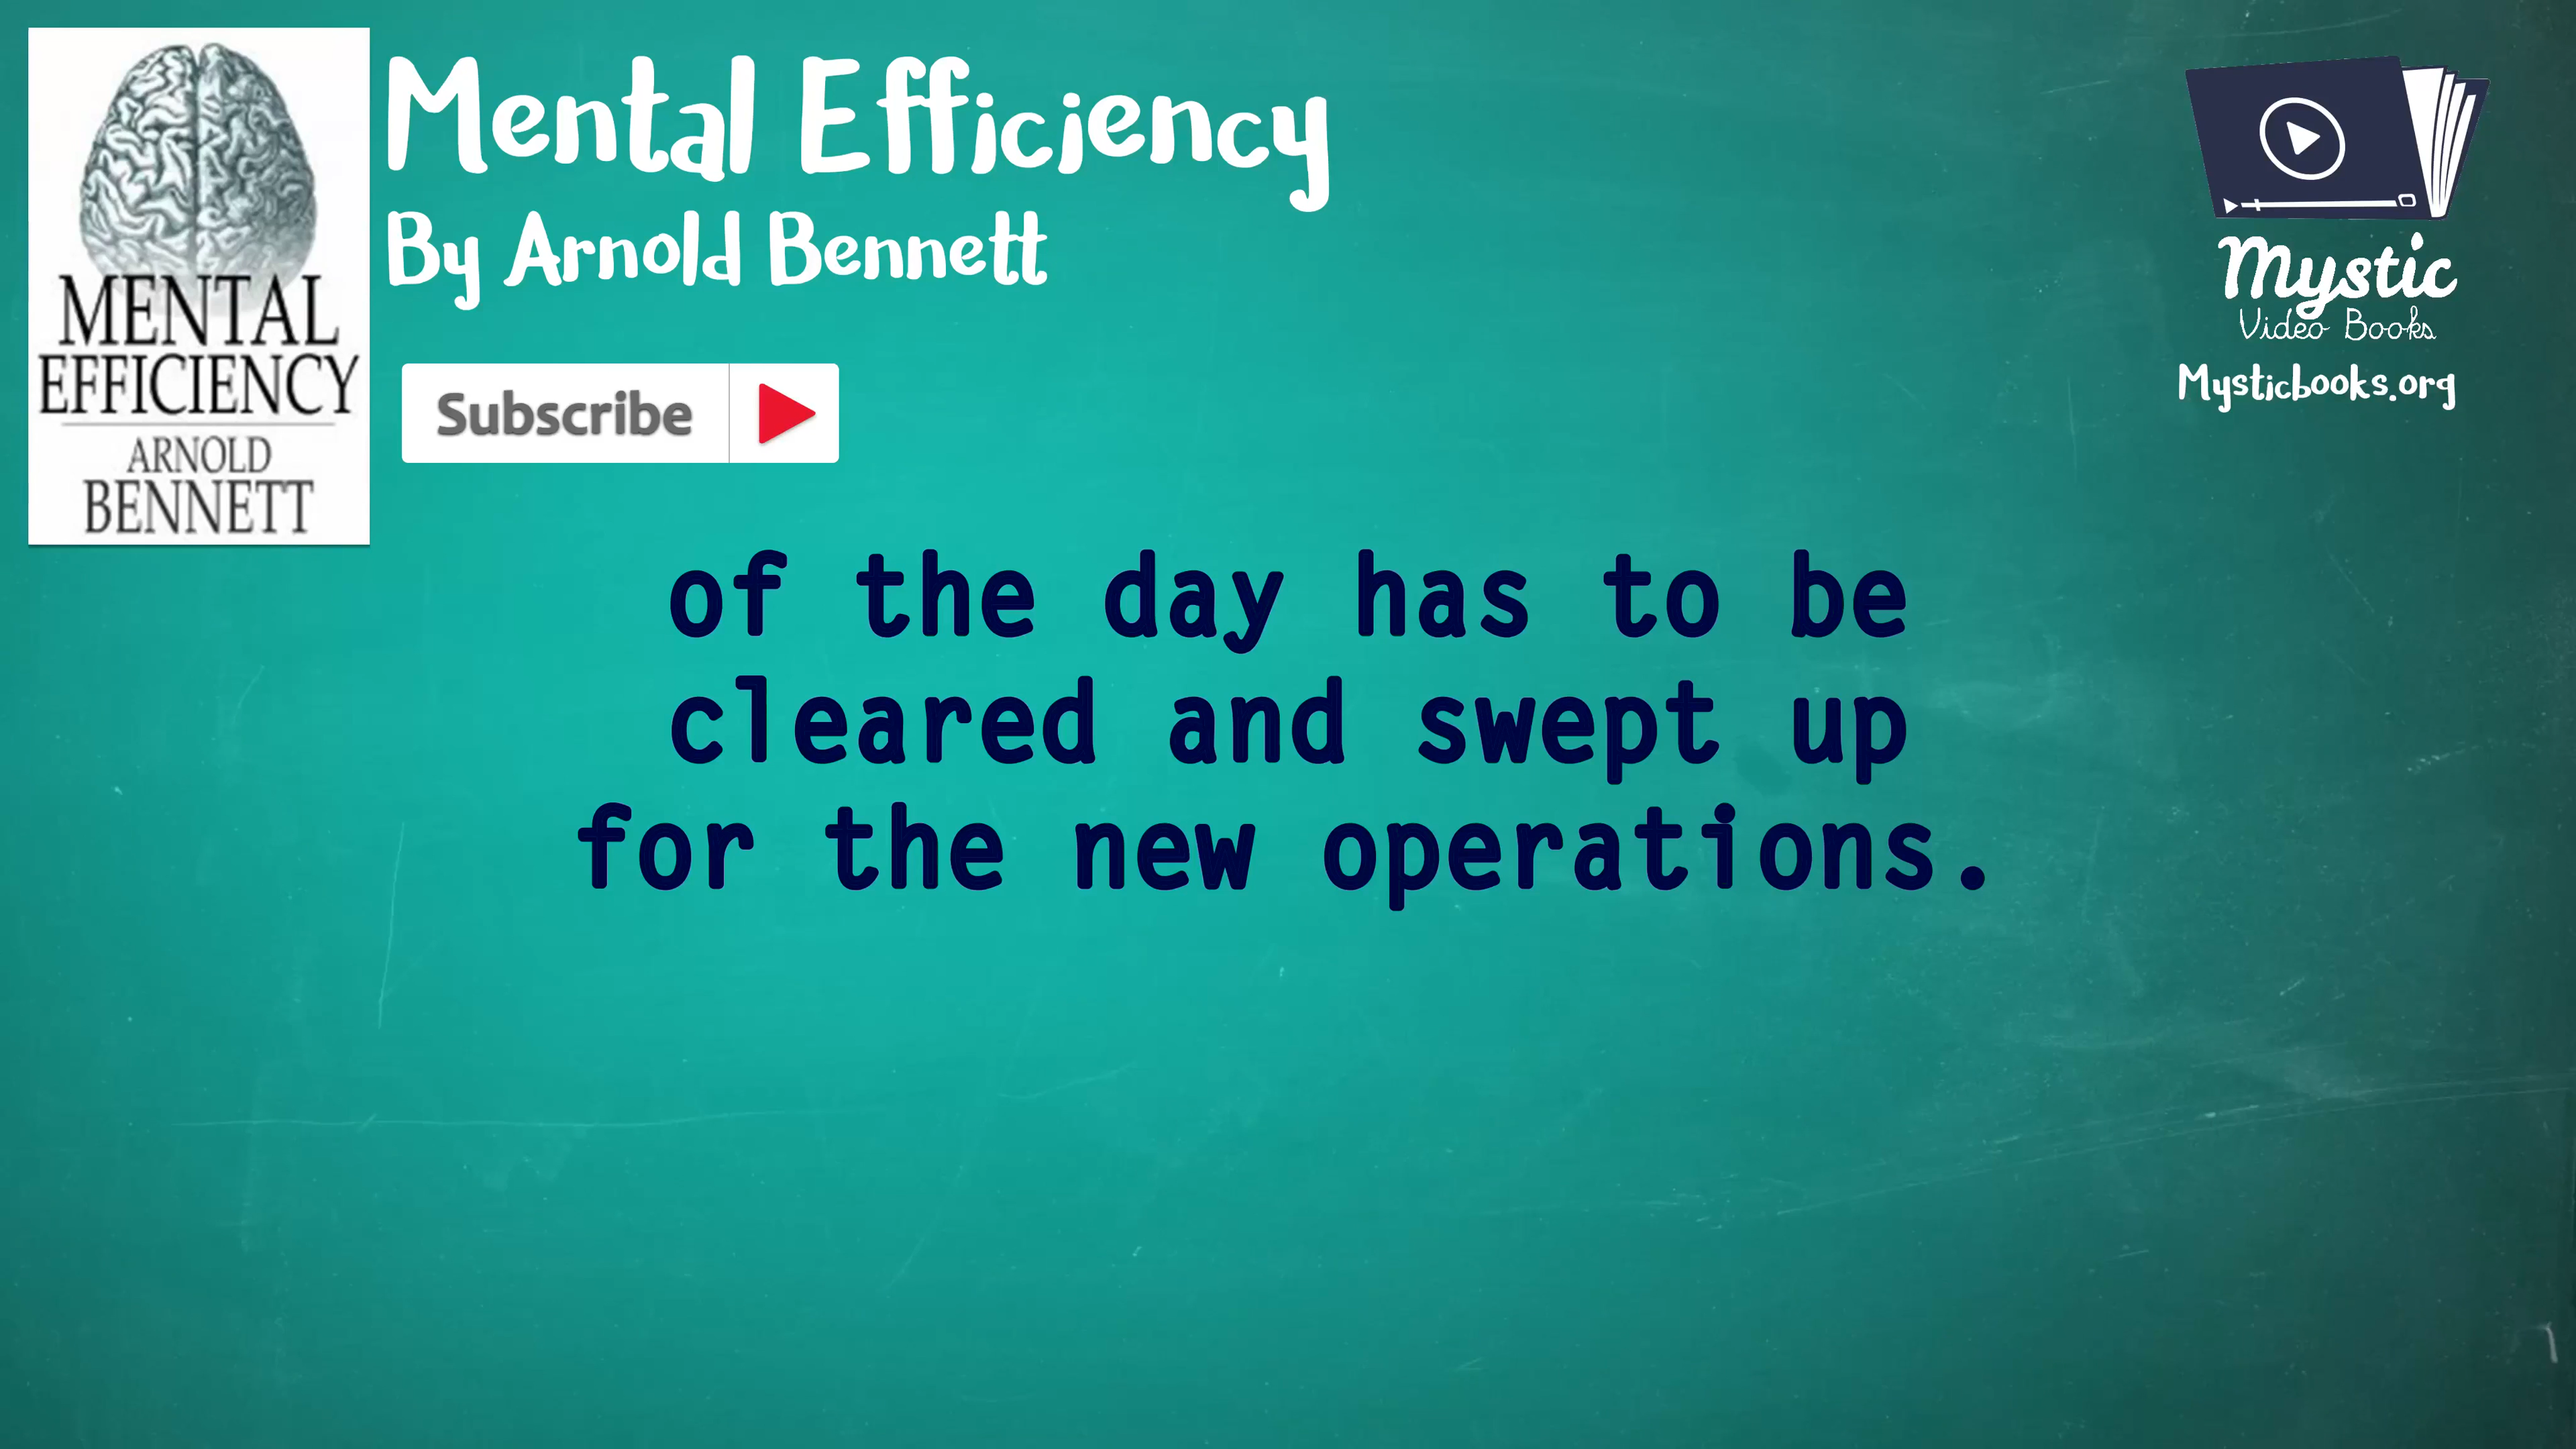 MENTAL
EFFICIENCY
ARNOLD
BENNETT
Mental Efficiency
By Arnold Bennett
Subscribe
Mystic
Video Books
Mysticbooks.org
of the day has to be
cleared and swept up
for the new operations.